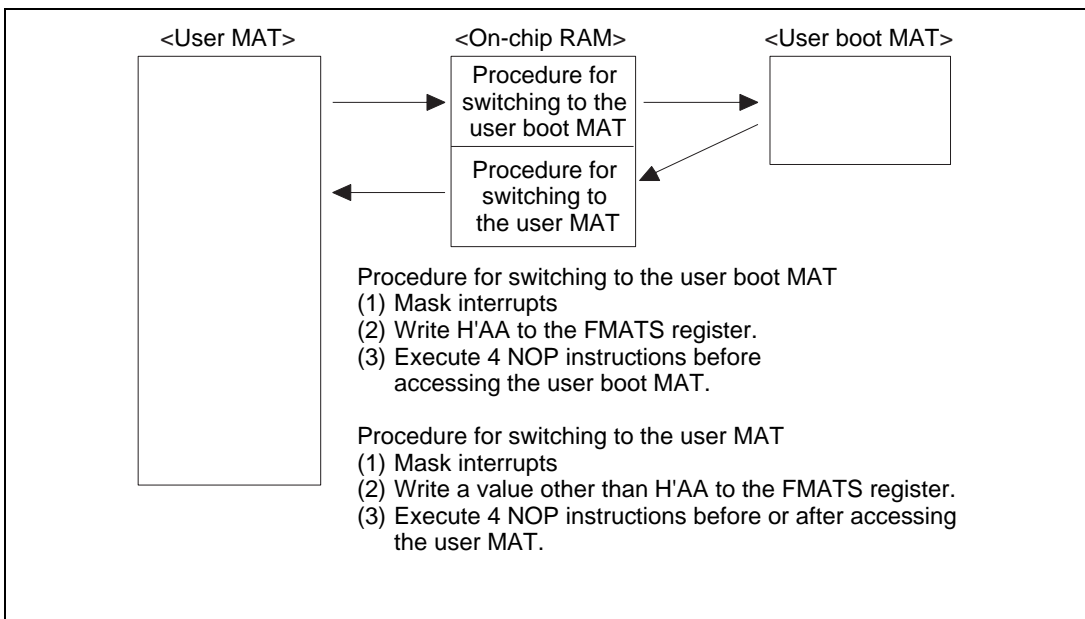 <User MAT>
<On-chip RAM>
<User boot MAT>
Procedure for
switching to the
user boot MAT
Procedure for
switching to
the user MAT
Procedure for switching to the user boot MAT
(1) Mask interrupts
(2) Write H'AA to the FMATS register.
(3) Execute 4 NOP instructions before
accessing the user boot MAT.
Procedure for switching to the user MAT
(1) Mask interrupts
(2) Write a value other than H'AA to the FMATS register.
(3) Execute 4 NOP instructions before or after accessing
the user MAT.